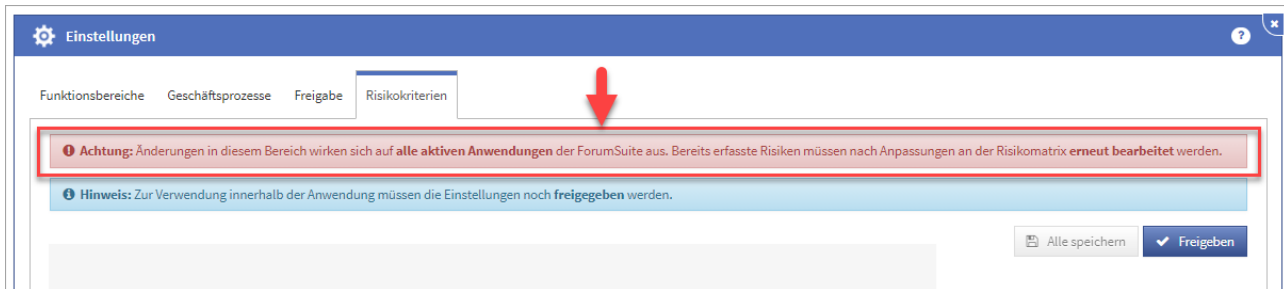 Einstellungen
Funktionsbereiche Geschäftsprozesse Freigabe Risikokriterien
Achtung: Änderungen in diesem Bereich wirken sich auf alle aktiven Anwendungen der ForumSuite aus. Bereits erfasste Risiken müssen nach Anpassungen an der Risikomatrix erneut bearbeitet werden.
Hinweis: Zur Verwendung innerhalb der Anwendung müssen die Einstellungen noch freigegeben werden.
Alle speichern Freigeben